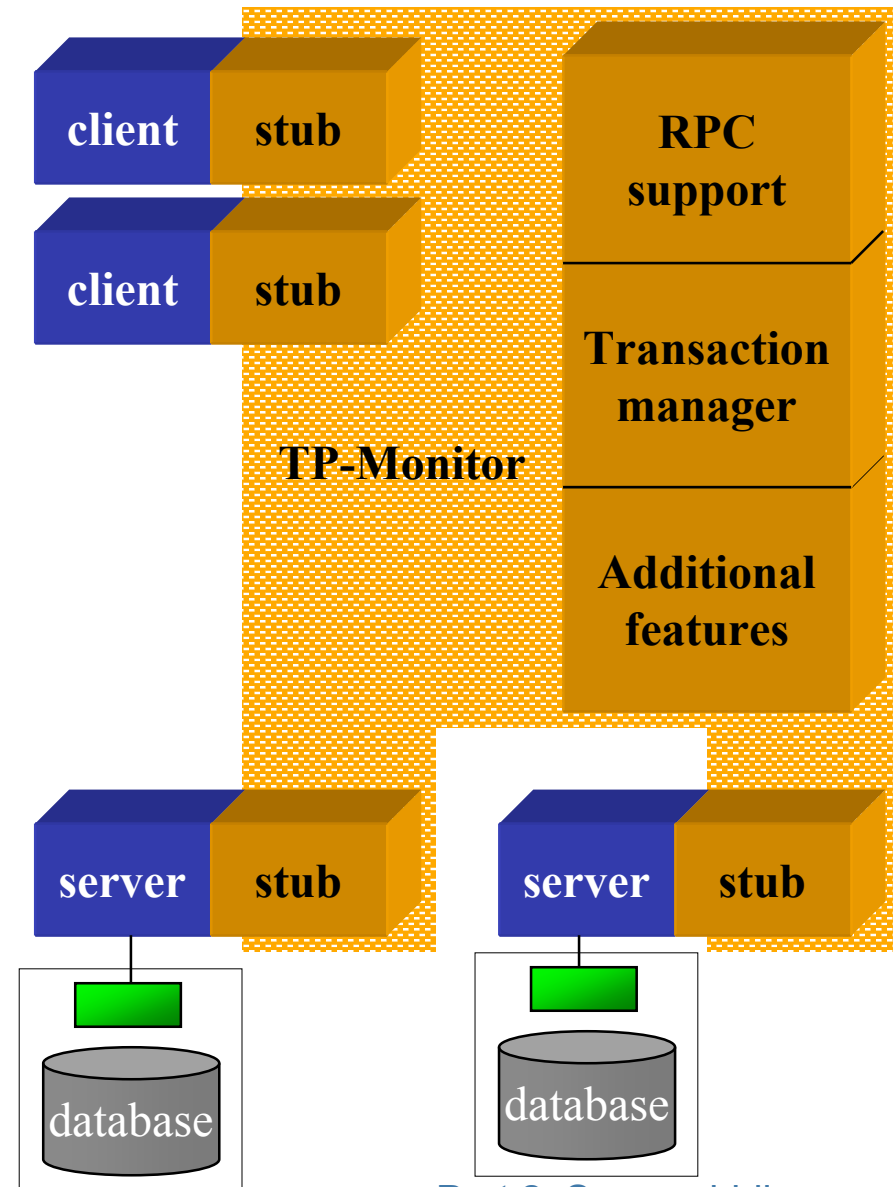 client stub
client stub
RPC
support
Transaction
manager
TP-Monitor
Additional
features
server stub
server stub
database
database